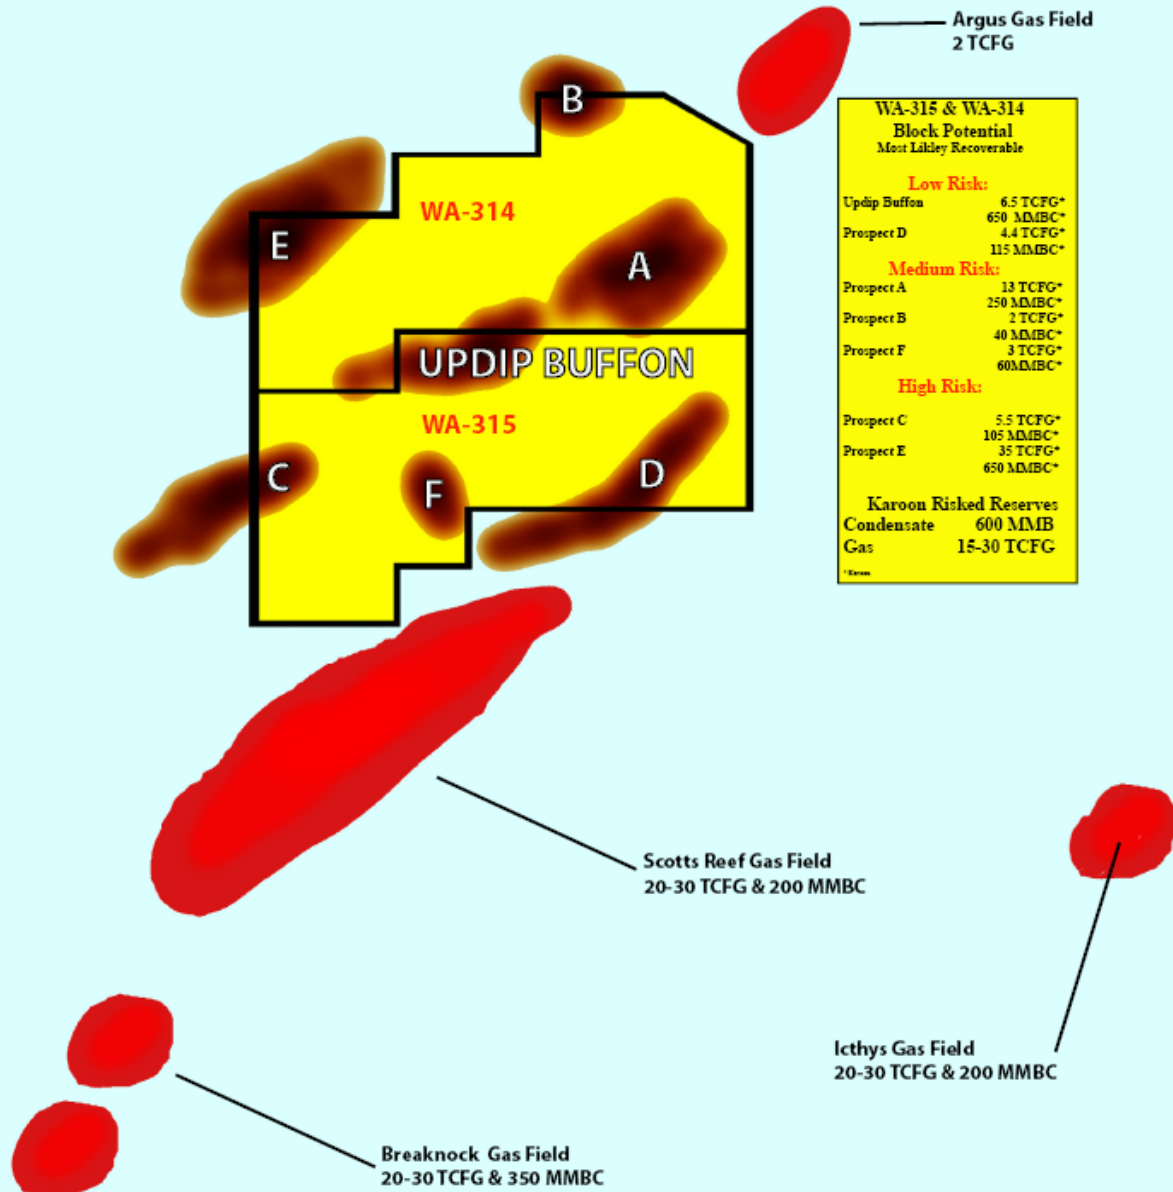 Argus Gas Field
2 TCFG
B
WA-315 & WA-314
Block Potential
Most Likley Recoverable
Low Risk:
Updip Buffon 6.5 TCFG*
650 MMBC*
Prospect D 4.4 TCFG*
115 MMBC*
Medium Risk:
Prospect A 13 TCFG*
250 MMBC*
Prospect B 2 TCFG*
40 MMBC*
Prospect F 3 TCFG*
60MMBC*
High Risk:
Prospect C 5.5 TCFG*
105 MMBC*
Prospect E 35 TCFG*
650 MMBC*
Karoon Risked Reserves
Condensate 600 MMB
Gas 15-30 TCFG
*Karoon
WA-314
E
A
UPDIP BUFFON
WA-315
C
F
D
Scotts Reef Gas Field
20-30 TCFG & 200 MMBC
Icthys Gas Field
20-30 TCFG & 200 MMBC
Breaknock Gas Field
20-30 TCFG & 350 MMBC